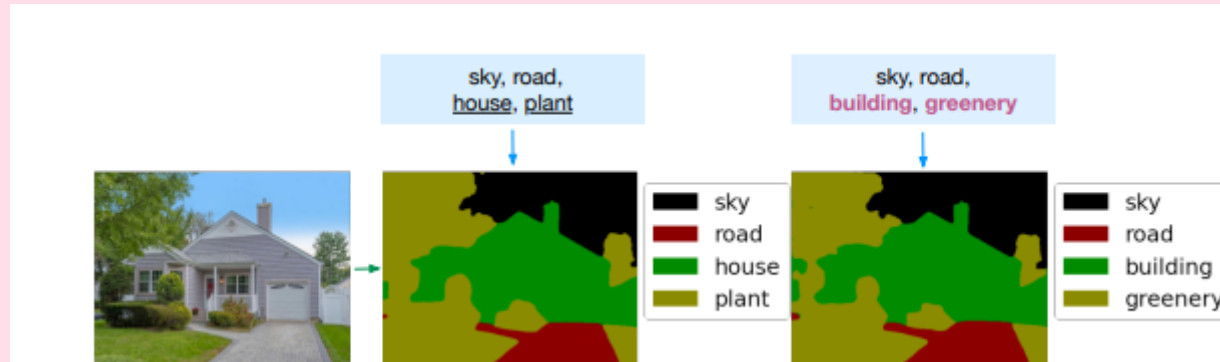 sky, road,
house, plant
sky, road,
building, greenery
sky
road
house
plant
sky
road
building
greenery